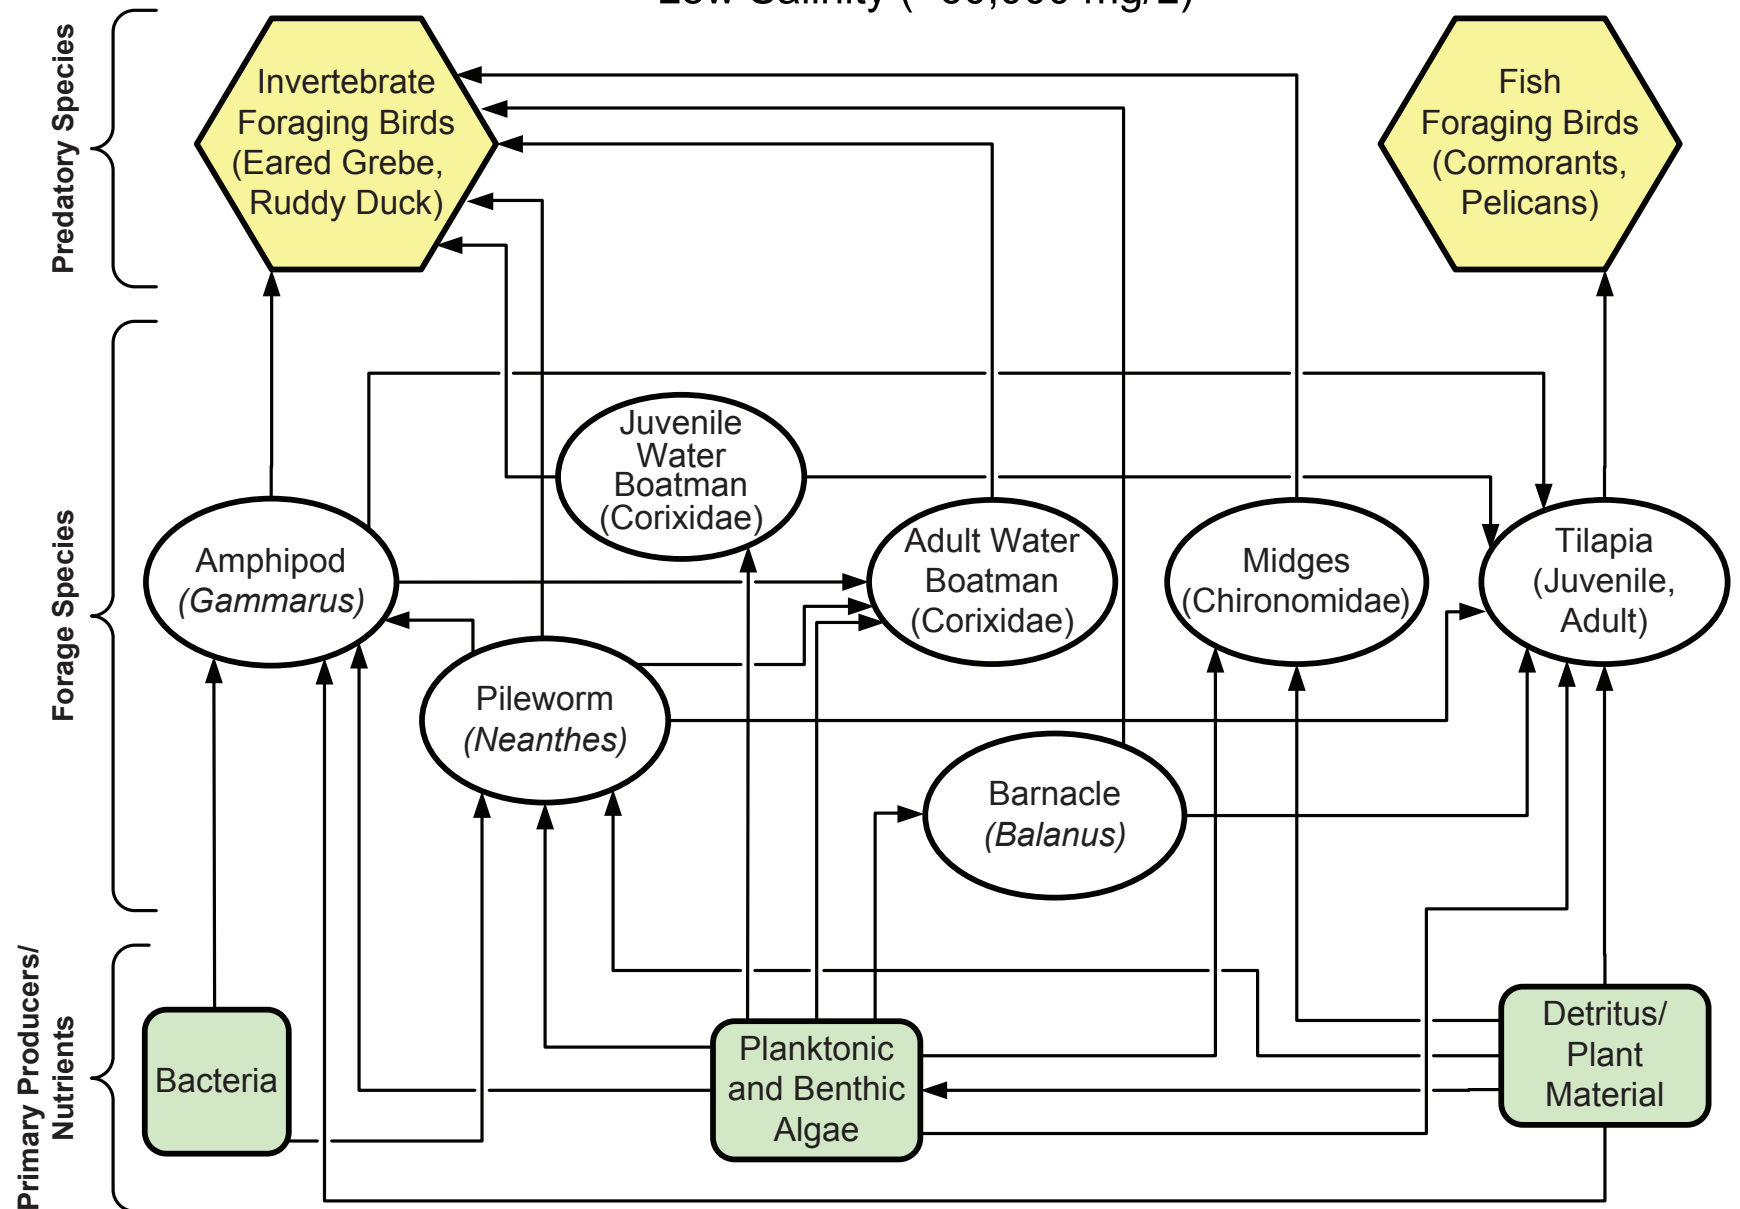 Predatory Species
Invertebrate
Foraging Birds
(Eared Grebe,
Ruddy Duck)
Fish
Foraging Birds
(Cormorants,
Pelicans)
Forage Species
Juvenile
Water
Boatman
(Corixidae)
Amphipod
(Gammarus)
Adult Water
Boatman
(Corixidae)
Midges
(Chironomidae)
Tilapia
(Juvenile,
Adult)
Pileworm
(Neanthes)
Barnacle
(Balanus)
Primary Producers/
Nutrients
Bacteria
Planktonic
and Benthic
Algae
Detritus/
Plant
Material